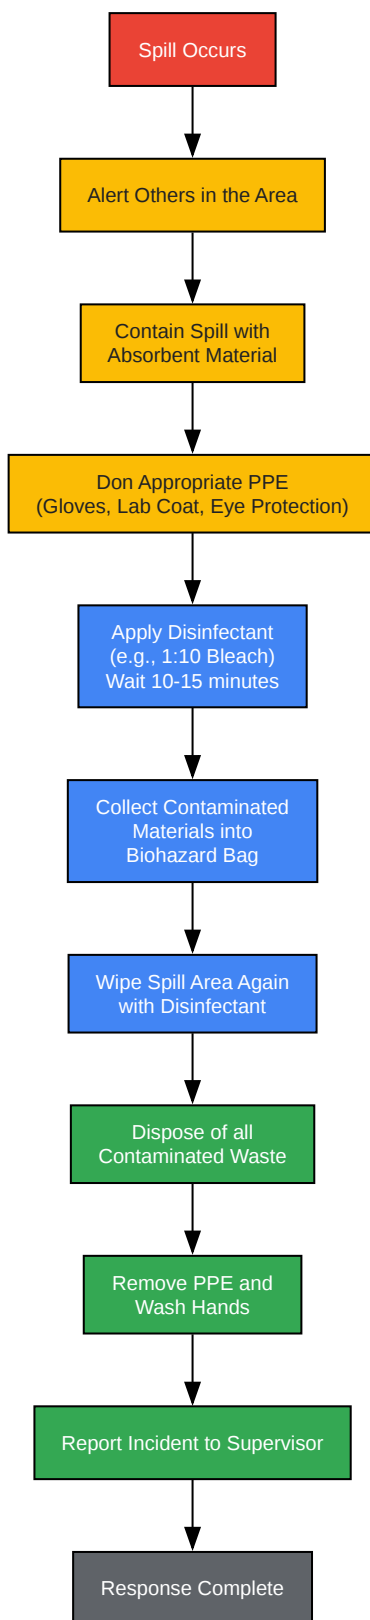 Spill Occurs
Alert Others in the Area
Contain Spill with
Absorbent Material
Don Appropriate PPE
(Gloves, Lab Coat, Eye Protection)
Apply Disinfectant
(e.g., 1:10 Bleach)
Wait 10-15 minutes
Collect Contaminated
Materials into
Biohazard Bag
Wipe Spill Area Again
with Disinfectant
Dispose of all
Contaminated Waste
Remove PPE and
Wash Hands
Report Incident to Supervisor
Response Complete